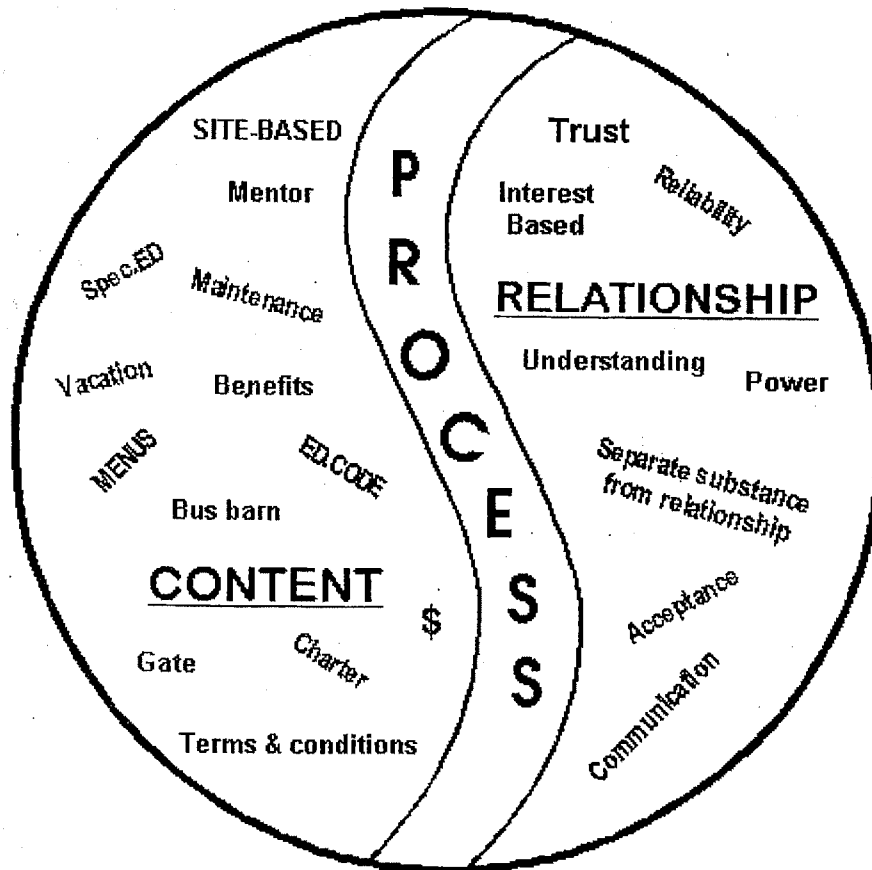 SITE-BASED
Mentor
Spec.ED
Maintenance
Vacation
Benefits
MENUS
ED.CODE
Bus barn
CONTENT
$
Gate
Charter
Terms & conditions
PROCESS
Trust
Reliability
Interest
Based
RELATIONSHIP
Understanding
Power
Separate substance
from relationship
Acceptance
Communication